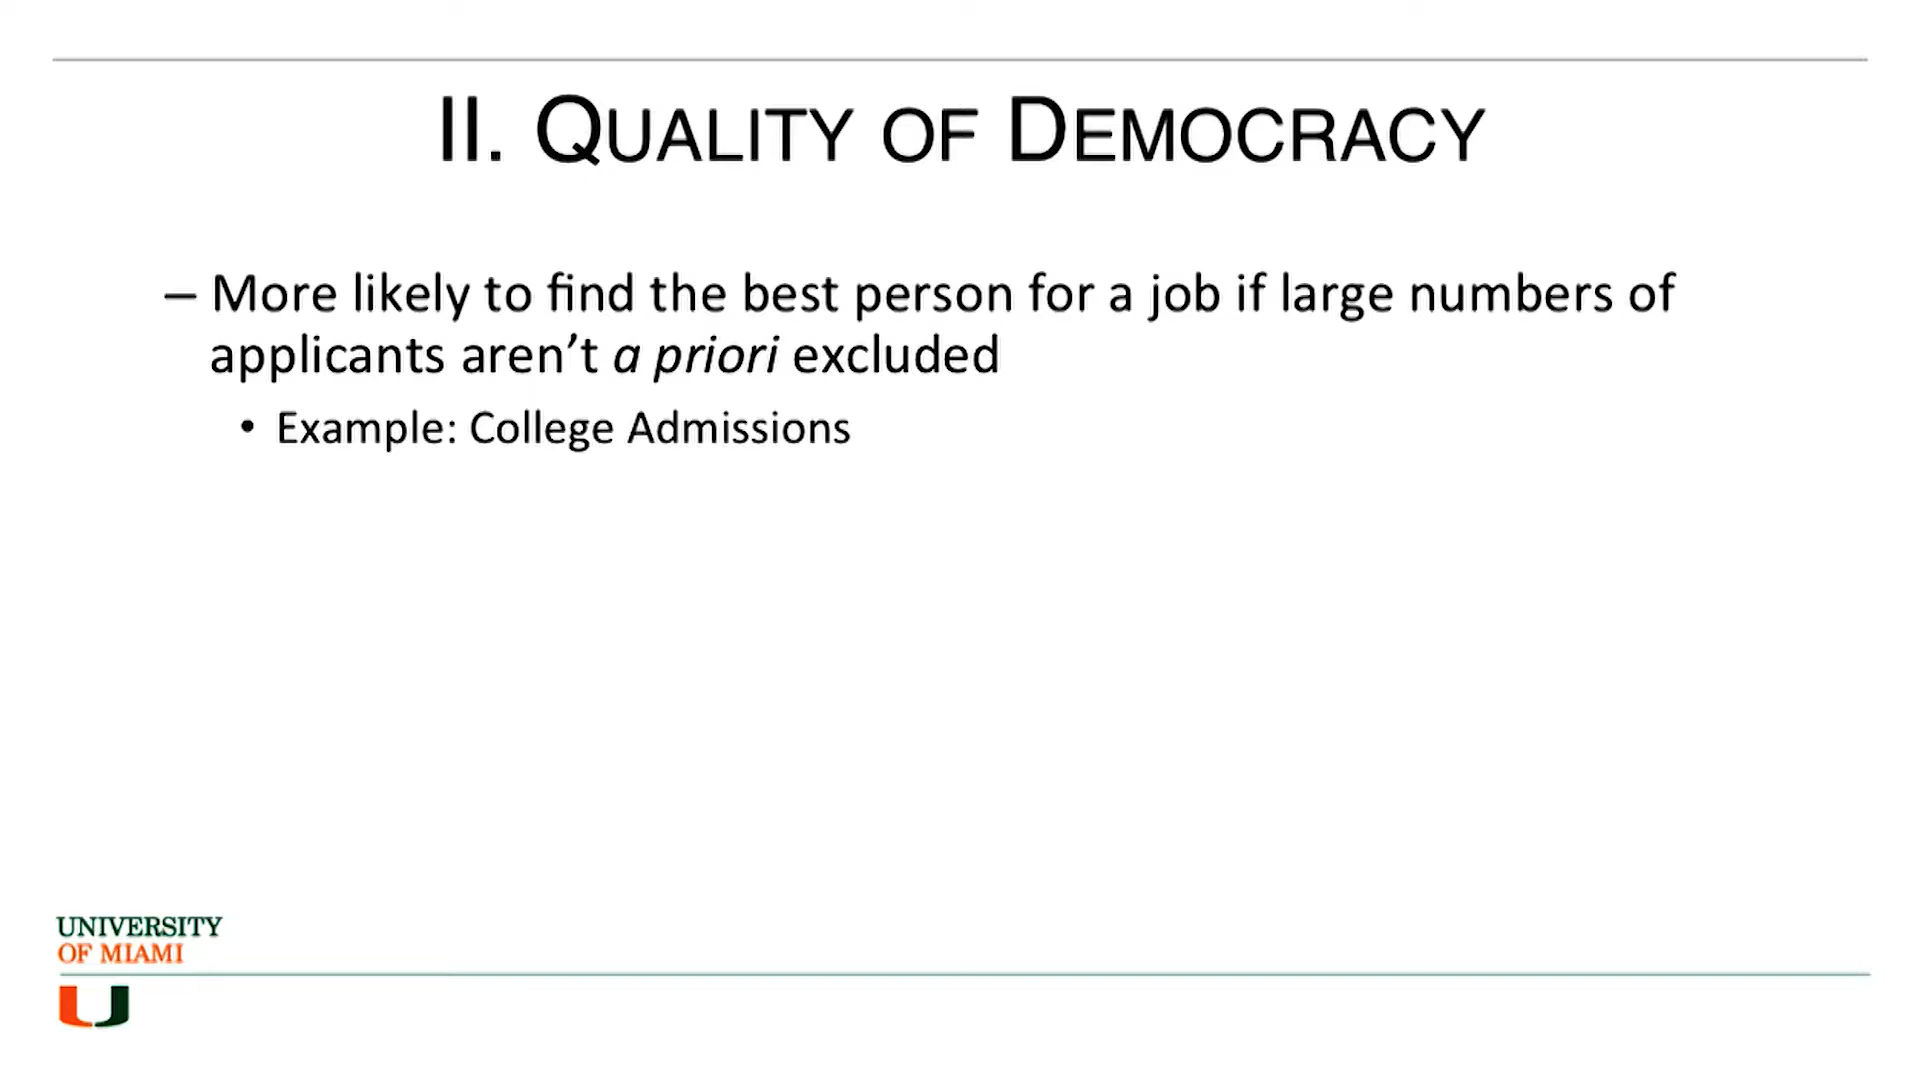 II. QUALITY OF DEMOCRACY
– More likely to find the best person for a job if large numbers of
applicants aren’t a priori excluded
• Example: College Admissions
UNIVERSITY
OF MIAMI
U